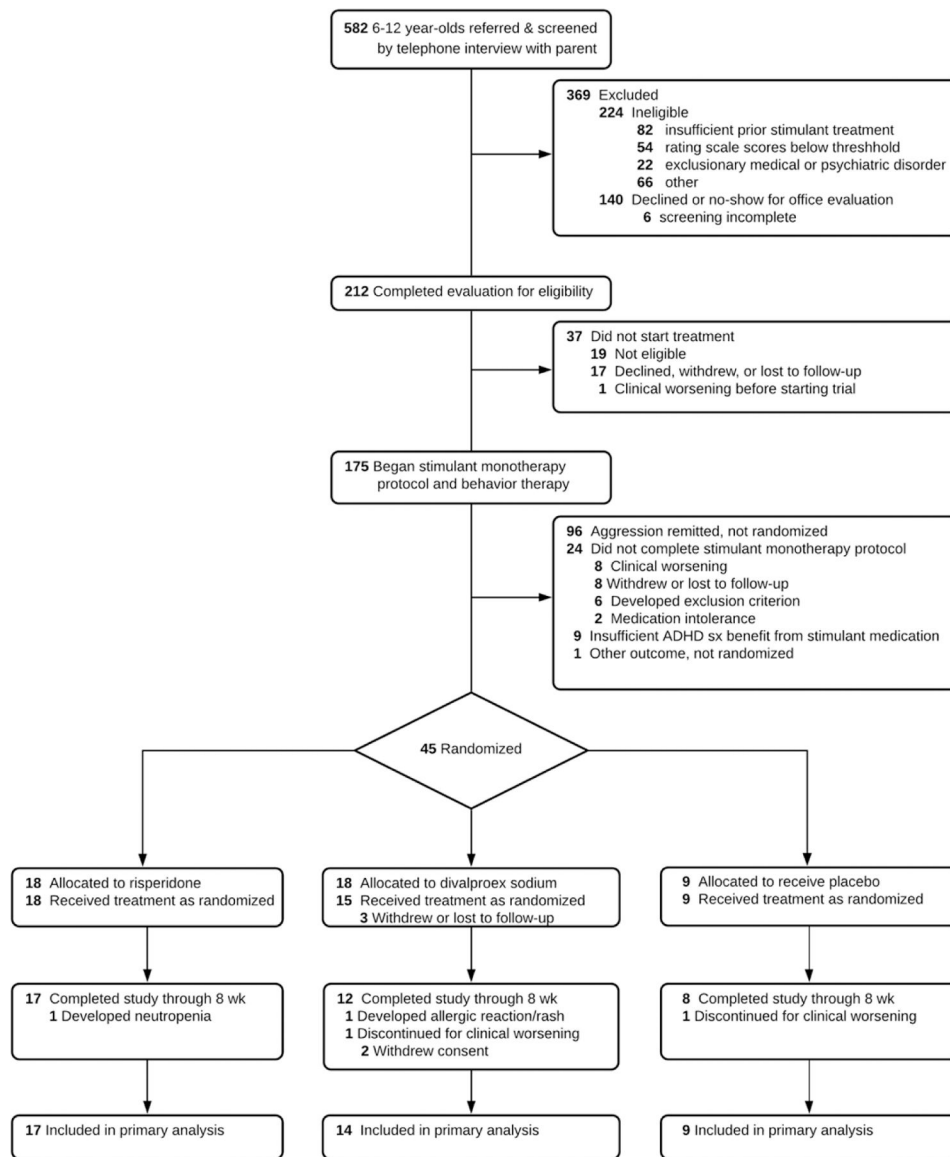 582 6-12 year-olds referred & screened
by telephone interview with parent
369 Excluded
224 Ineligible
82 insufficient prior stimulant treatment
54 rating scale scores below threshhold
22 exclusionary medical or psychiatric disorder
66 other
140 Declined or no-show for office evaluation
6 screening incomplete
212 Completed evaluation for eligibility
37 Did not start treatment
19 Not eligible
17 Declined, withdrew, or lost to follow-up
1 Clinical worsening before starting trial
175 Began stimulant monotherapy
protocol and behavior therapy
96 Aggression remitted, not randomized
24 Did not complete stimulant monotherapy protocol
8 Clinical worsening
8 Withdrew or lost to follow-up
6 Developed exclusion criterion
2 Medication intolerance
9 Insufficient ADHD sx benefit from stimulant medication
1 Other outcome, not randomized
45 Randomized
18 Allocated to risperidone
18 Received treatment as randomized
18 Allocated to divalproex sodium
15 Received treatment as randomized
3 Withdrew or lost to follow-up
9 Allocated to receive placebo
9 Received treatment as randomized
17 Completed study through 8 wk
1 Developed neutropenia
12 Completed study through 8 wk
1 Developed allergic reaction/rash
1 Discontinued for clinical worsening
2 Withdrew consent
8 Completed study through 8 wk
1 Discontinued for clinical worsening
17 Included in primary analysis
14 Included in primary analysis
9 Included in primary analysis